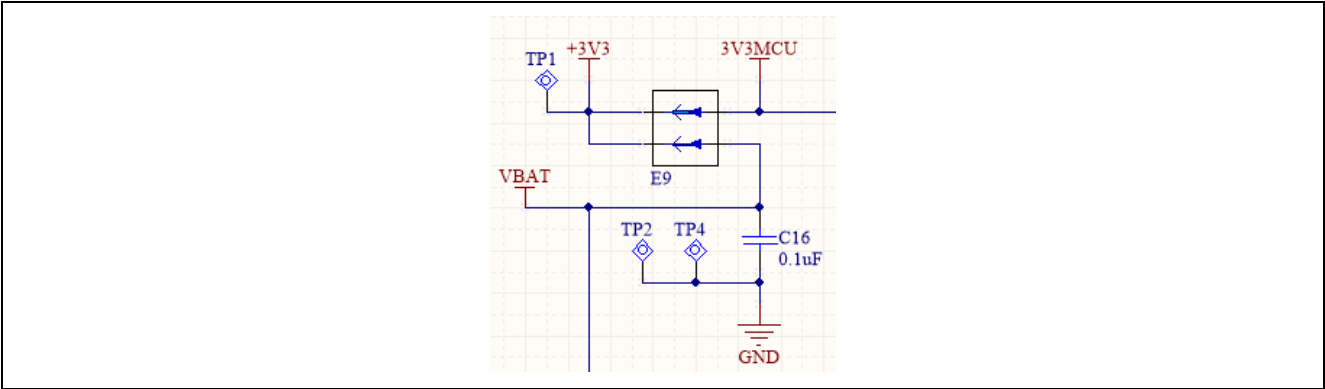 +3V3
3V3MCU
TP1
E9
VBAT
TP2
TP4
C16
0.1uF
GND